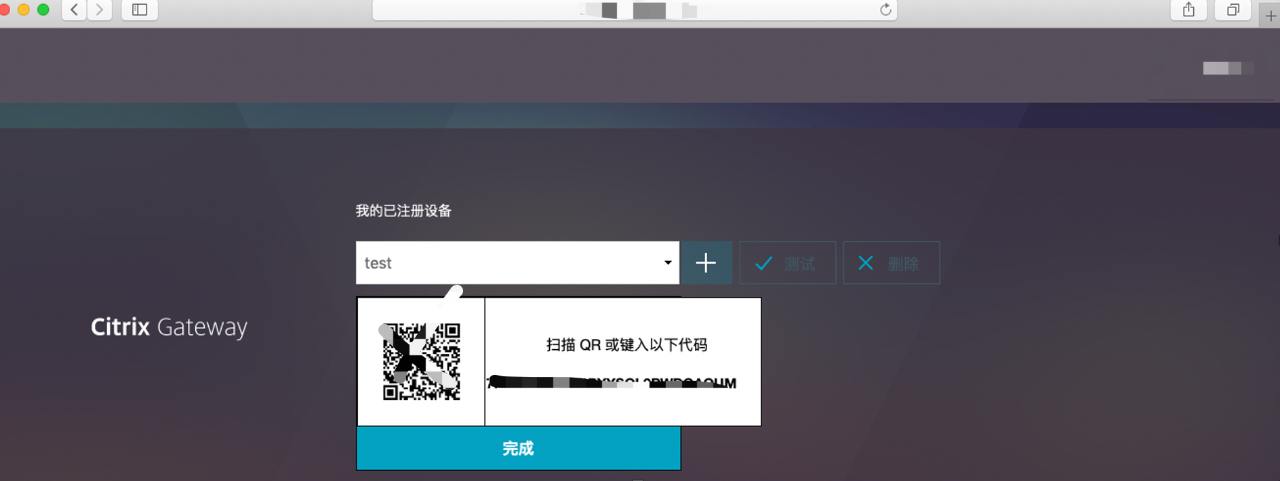 我的已注册设备
test
测试
删除
Citrix Gateway
扫描 QR 或键入以下代码
完成